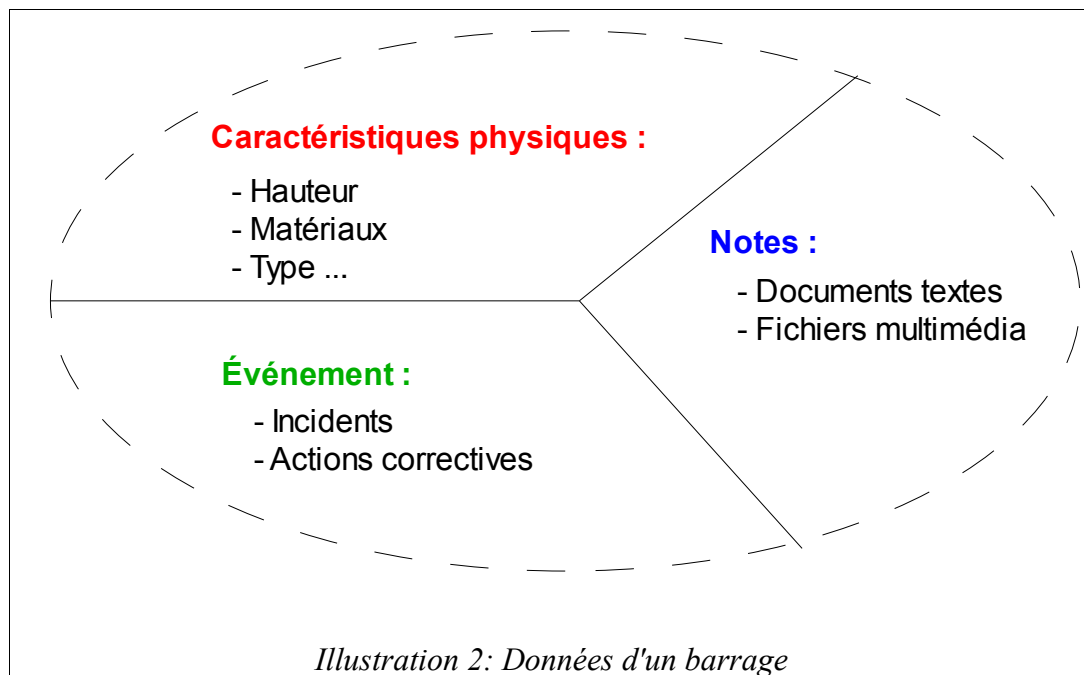 Caractéristiques physiques :
- Hauteur
- Matériaux
- Type ...
Notes :
- Documents textes
- Fichiers multimédia
Événement :
- Incidents
- Actions correctives
Illustration 2: Données d'un barrage